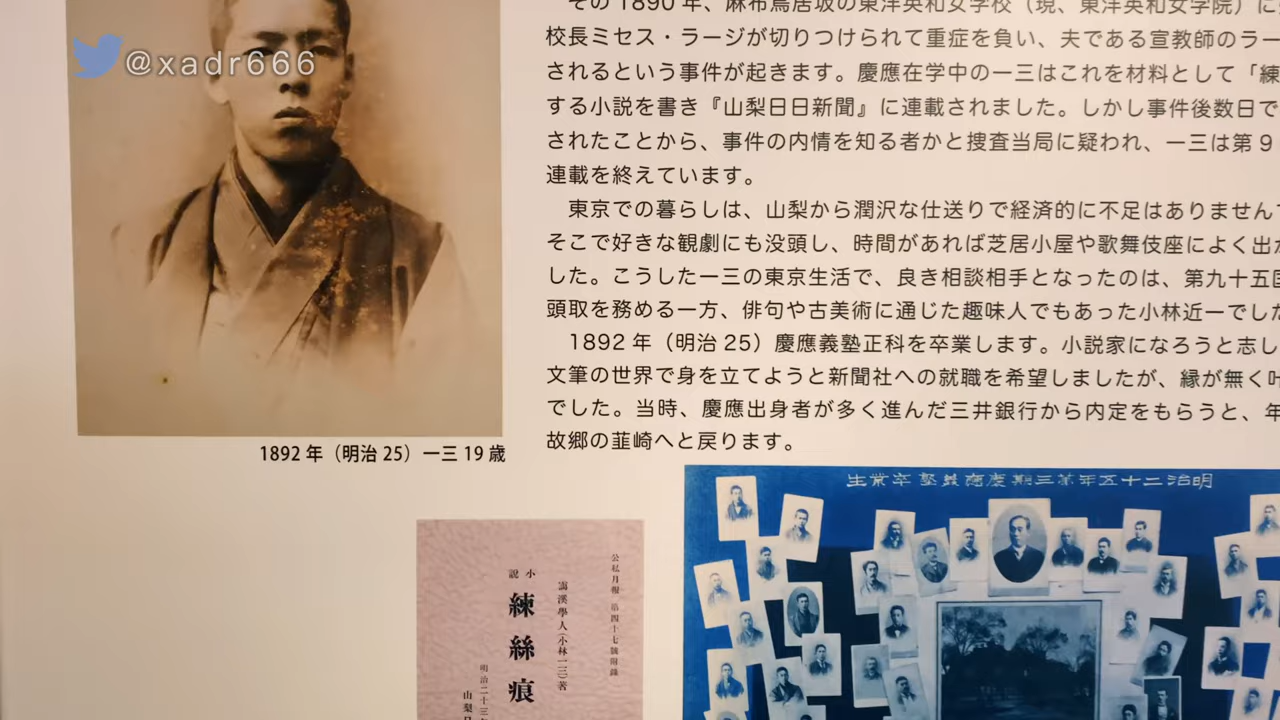 @xadr666
その1890年、麻布鳥居坂の東洋英和女学校（現、東洋英和女学院）に
校長ミセス・ラージが切りつけられて重症を負い、夫である宣教師のラー
されるという事件が起きます。慶應在学中の一三はこれを材料として「練
する小説を書き『山梨日日新聞』に連載されました。しかし事件後数日で
されたことから、事件の内情を知る者かと捜査当局に疑われ、一三は第9
連載を終えています。
東京での暮らしは、山梨から潤沢な仕送りで経済的に不足はありません
そこで好きな観劇にも没頭し、時間があれば芝居小屋や歌舞伎座によく出か
した。こうした一三の東京生活で、良き相談相手となったのは、第九十五国
頭取を務める一方、俳句や古美術に通じた趣味人でもあった小林近一でした
1892年（明治25）慶應義塾正科を卒業します。小説家になろうと志し
文筆の世界で身を立てようと新聞社への就職を希望しましたが、縁が無く叶
でした。当時、慶應出身者が多く進んだ三井銀行から内定をもらうと、年
故郷の韮崎へと戻ります。
1892年（明治25）一三19歳
公私月報 第四十七號附錄
靄溪學人(小林一三)著
小說
練絲痕
明治二十三年
山梨日
明治二十五年第三期慶應義塾卒業生